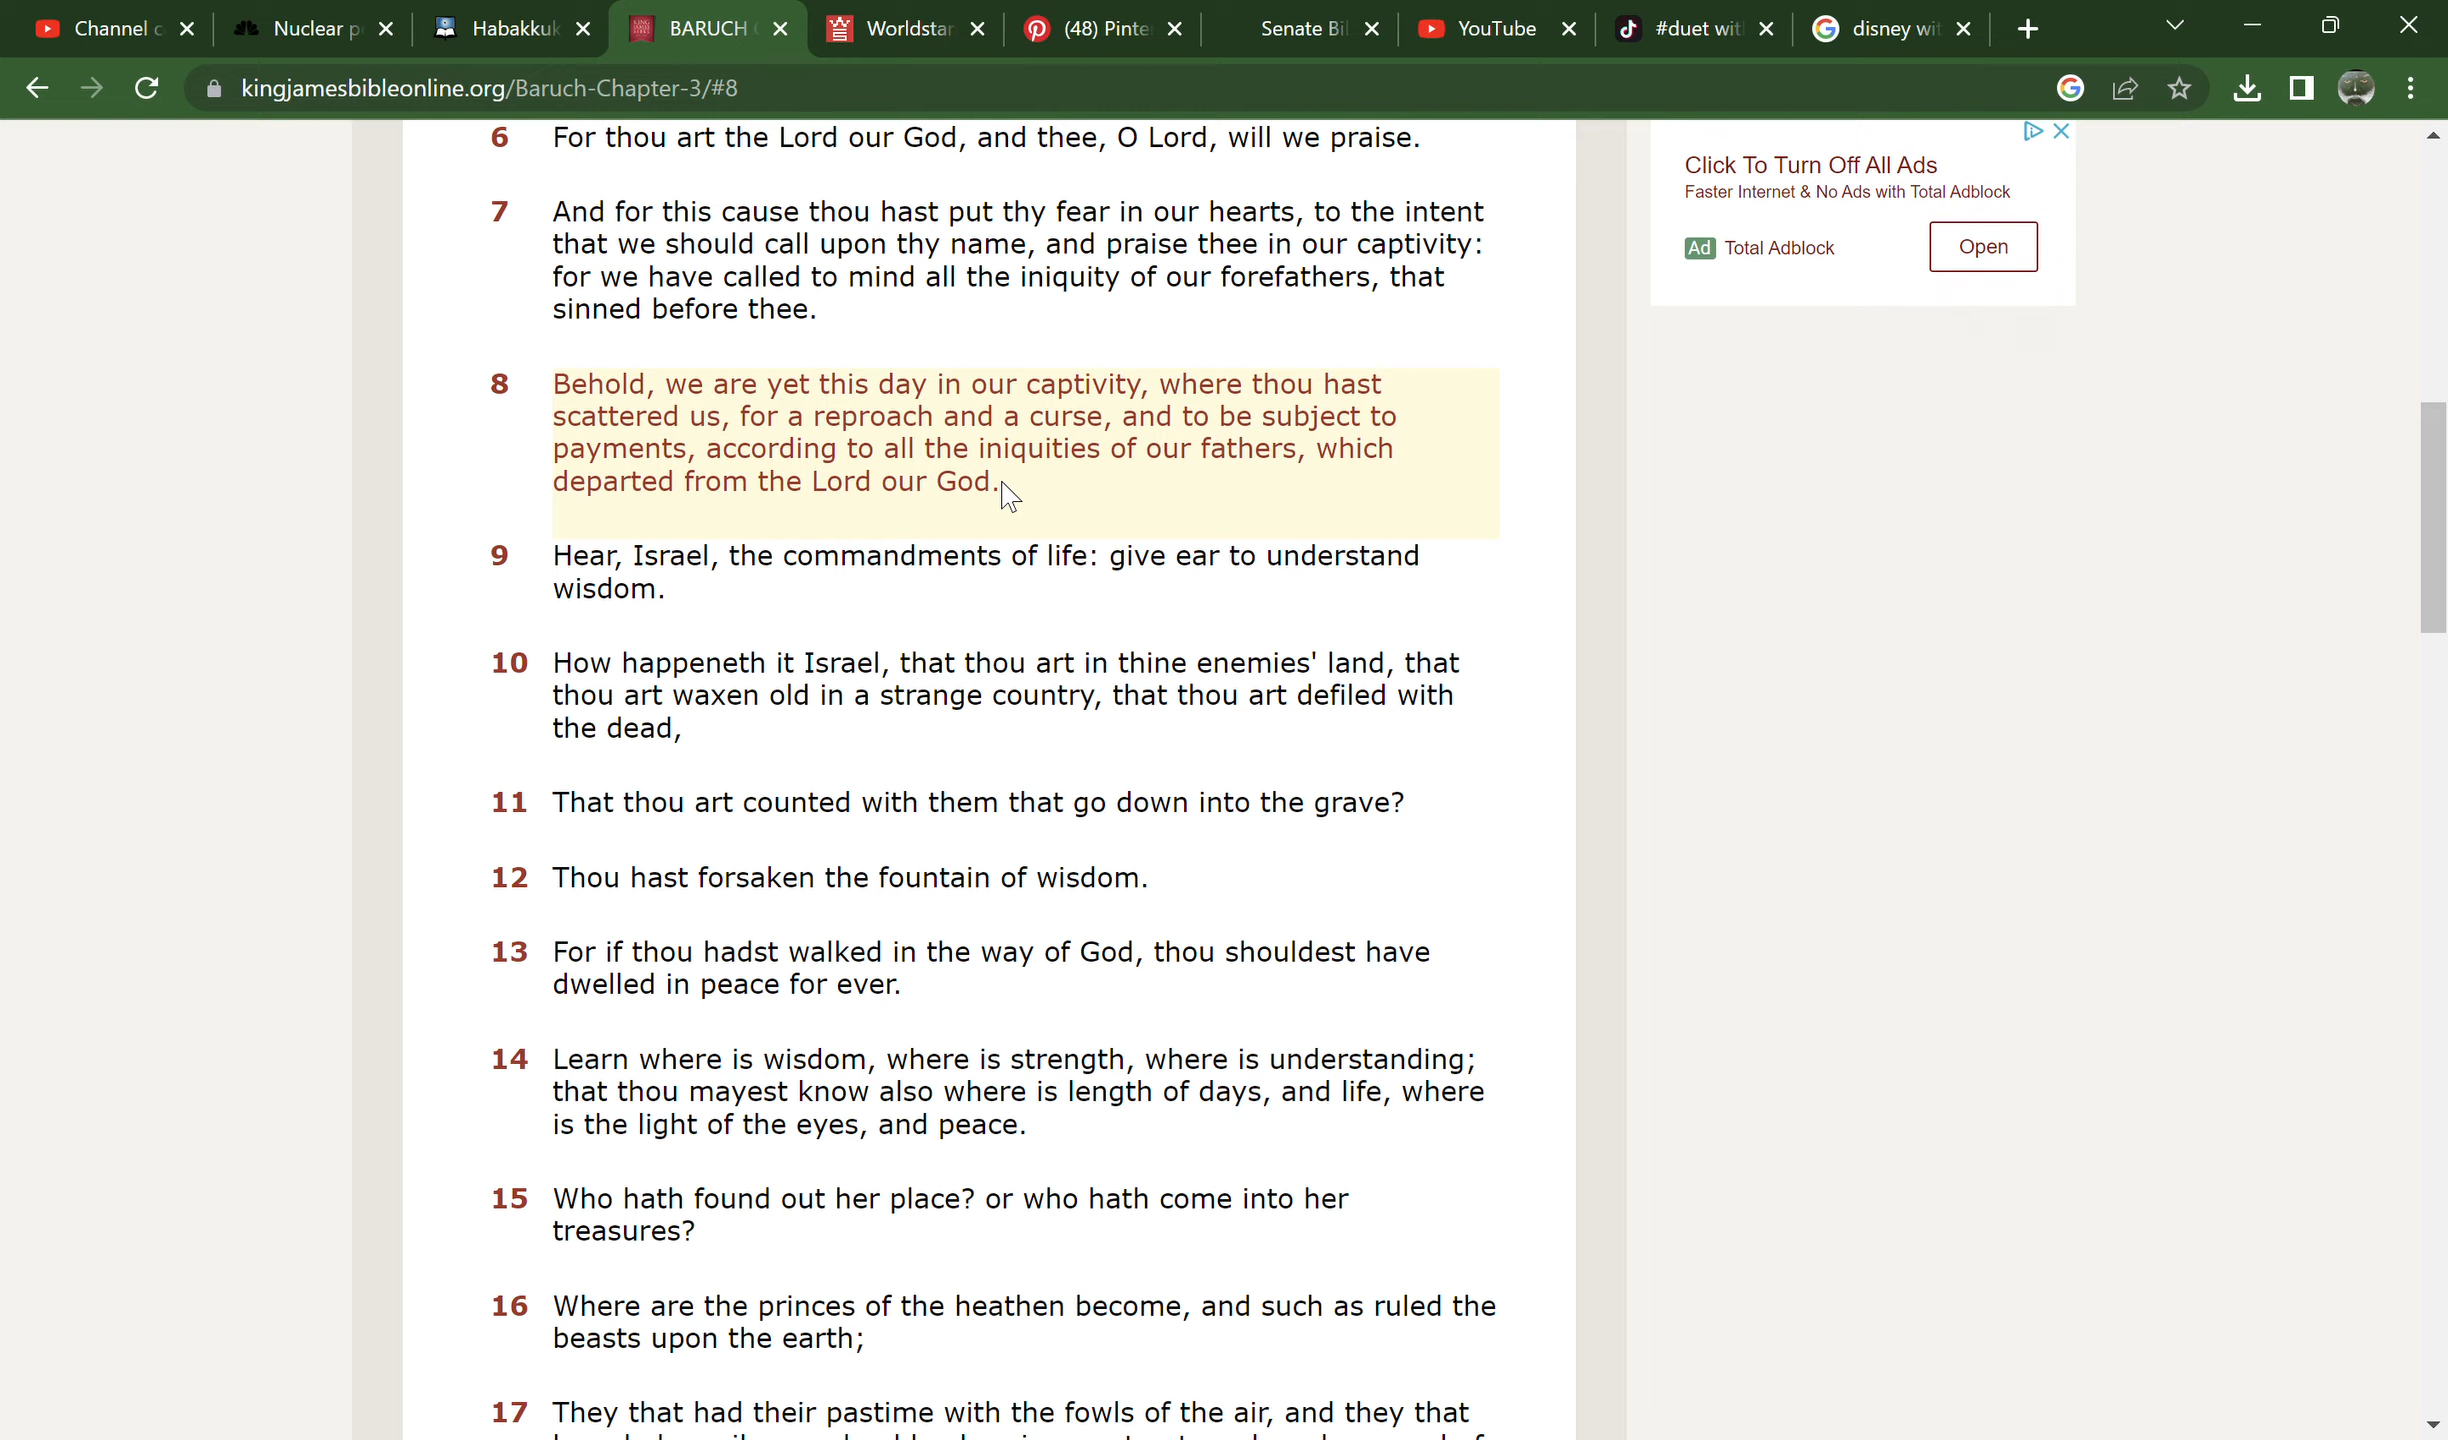 Channel c
Nuclear p
Habakkuk
BARUCH
Worldstar
(48) Pinte
Senate Bil
YouTube
#duet wit
disney wit
kingjamesbibleonline.org/Baruch-Chapter-3/#8
6 For thou art the Lord our God, and thee, O Lord, will we praise.
7 And for this cause thou hast put thy fear in our hearts, to the intent
that we should call upon thy name, and praise thee in our captivity:
for we have called to mind all the iniquity of our forefathers, that
sinned before thee.
8 Behold, we are yet this day in our captivity, where thou hast
scattered us, for a reproach and a curse, and to be subject to
payments, according to all the iniquities of our fathers, which
departed from the Lord our God.
9 Hear, Israel, the commandments of life: give ear to understand
wisdom.
10 How happeneth it Israel, that thou art in thine enemies' land, that
thou art waxen old in a strange country, that thou art defiled with
the dead,
11 That thou art counted with them that go down into the grave?
12 Thou hast forsaken the fountain of wisdom.
13 For if thou hadst walked in the way of God, thou shouldest have
dwelled in peace for ever.
14 Learn where is wisdom, where is strength, where is understanding;
that thou mayest know also where is length of days, and life, where
is the light of the eyes, and peace.
15 Who hath found out her place? or who hath come into her
treasures?
16 Where are the princes of the heathen become, and such as ruled the
beasts upon the earth;
17 They that had their pastime with the fowls of the air, and they that
Click To Turn Off All Ads
Faster Internet & No Ads with Total Adblock
Ad Total Adblock
Open